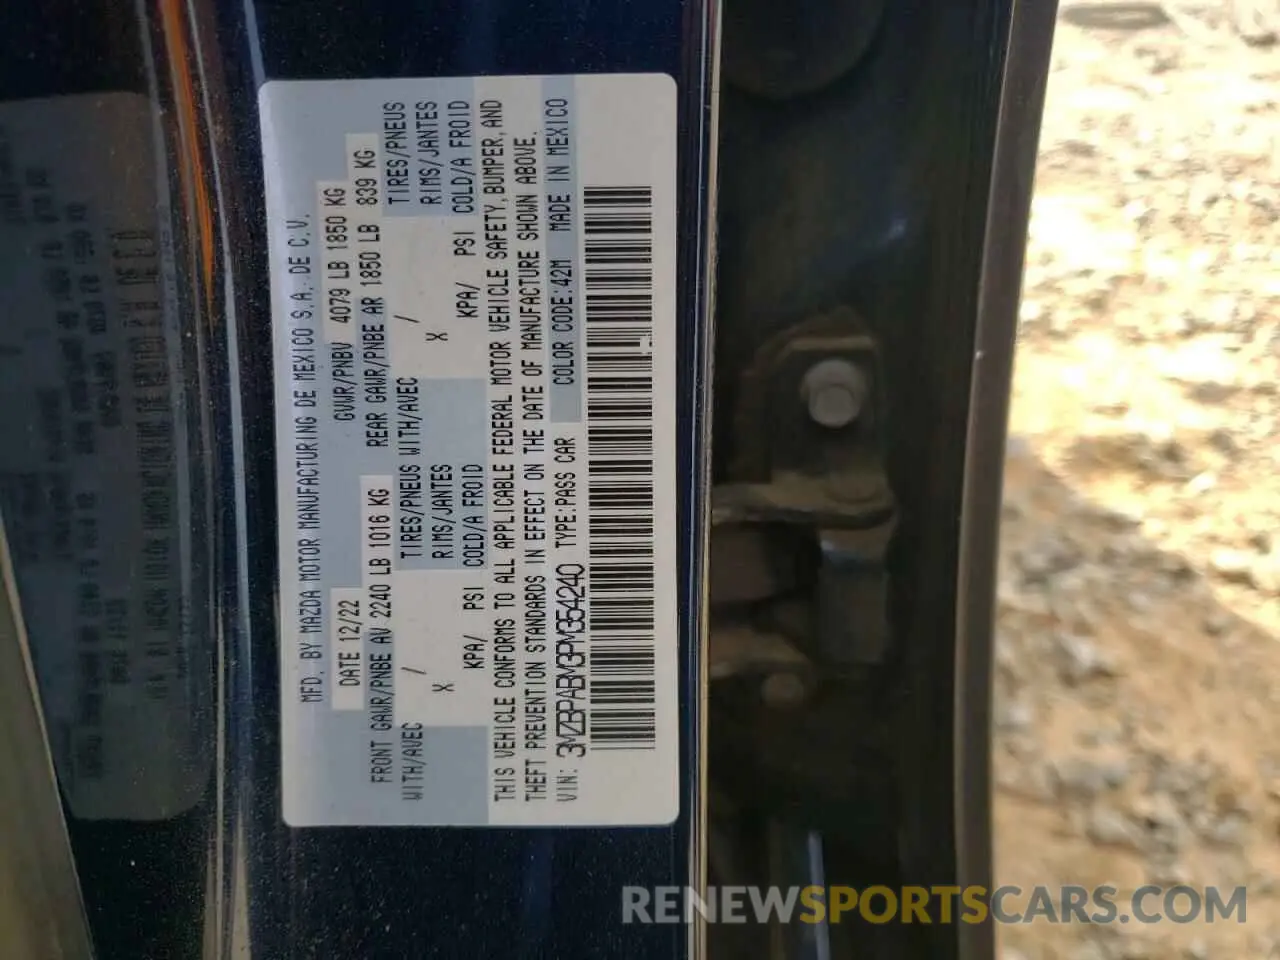 MFD. BY MAZDA MOTOR MANUFACTURING DE MEXICO S.A. DE C.V.
DATE 12/22 GVWR/PNBV 4079 LB 1850 KG
FRONT GAWR/PNBE AV 2240 LB 1016 KG REAR GAWR/PNBE AR 1850 LB 839 KG
WITH/AVEC / TIRES/PNEUS WITH/AVEC / TIRES/PNEUS
X RIMS/JANTES X RIMS/JANTES
KPA/ PSI COLD/A FROID KPA/ PSI COLD/A FROID
THIS VEHICLE CONFORMS TO ALL APPLICABLE FEDERAL MOTOR VEHICLE SAFETY, BUMPER, AND
THEFT PREVENTION STANDARDS IN EFFECT ON THE DATE OF MANUFACTURE SHOWN ABOVE.
VIN: 3MZBPABM3PM354240 TYPE:PASS CAR COLOR CODE:42M MADE IN MEXICO
RENEWSPORTSCARS.COM